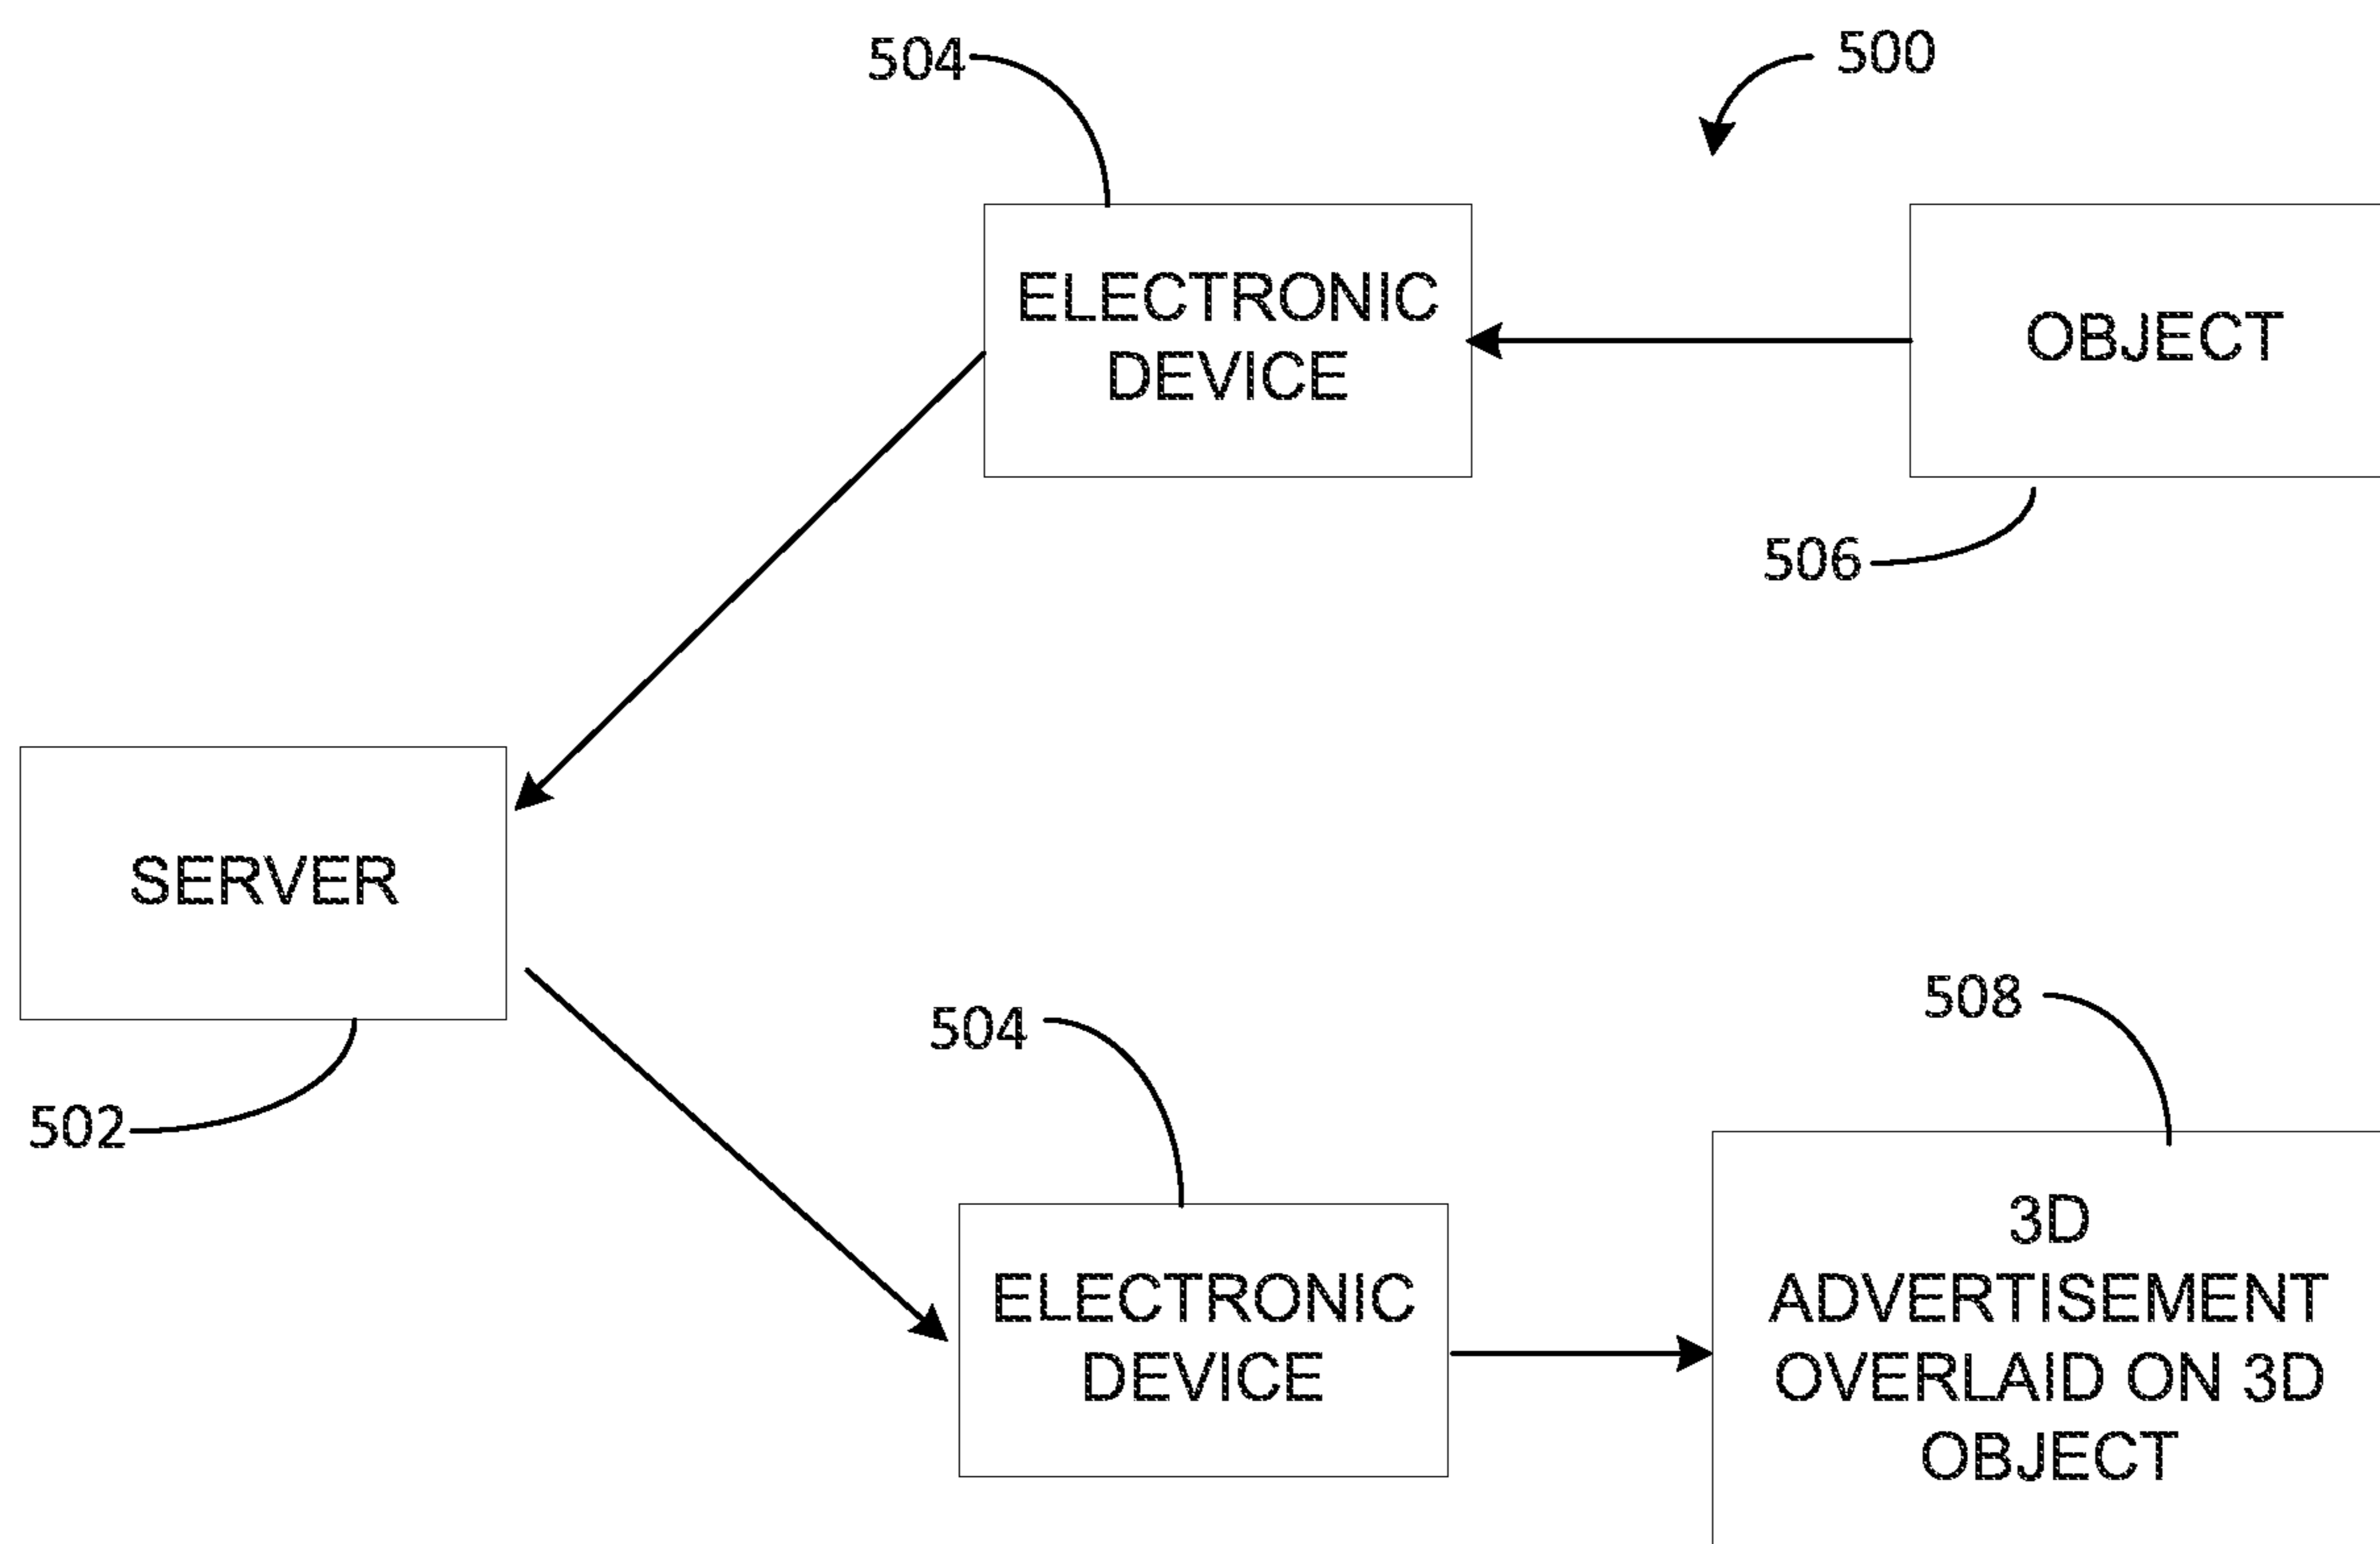 504
500
ELECTRONIC
DEVICE
OBJECT
506
SERVER
502
504
508
ELECTRONIC
DEVICE
3D
ADVERTISEMENT
OVERLAID ON 3D
OBJECT